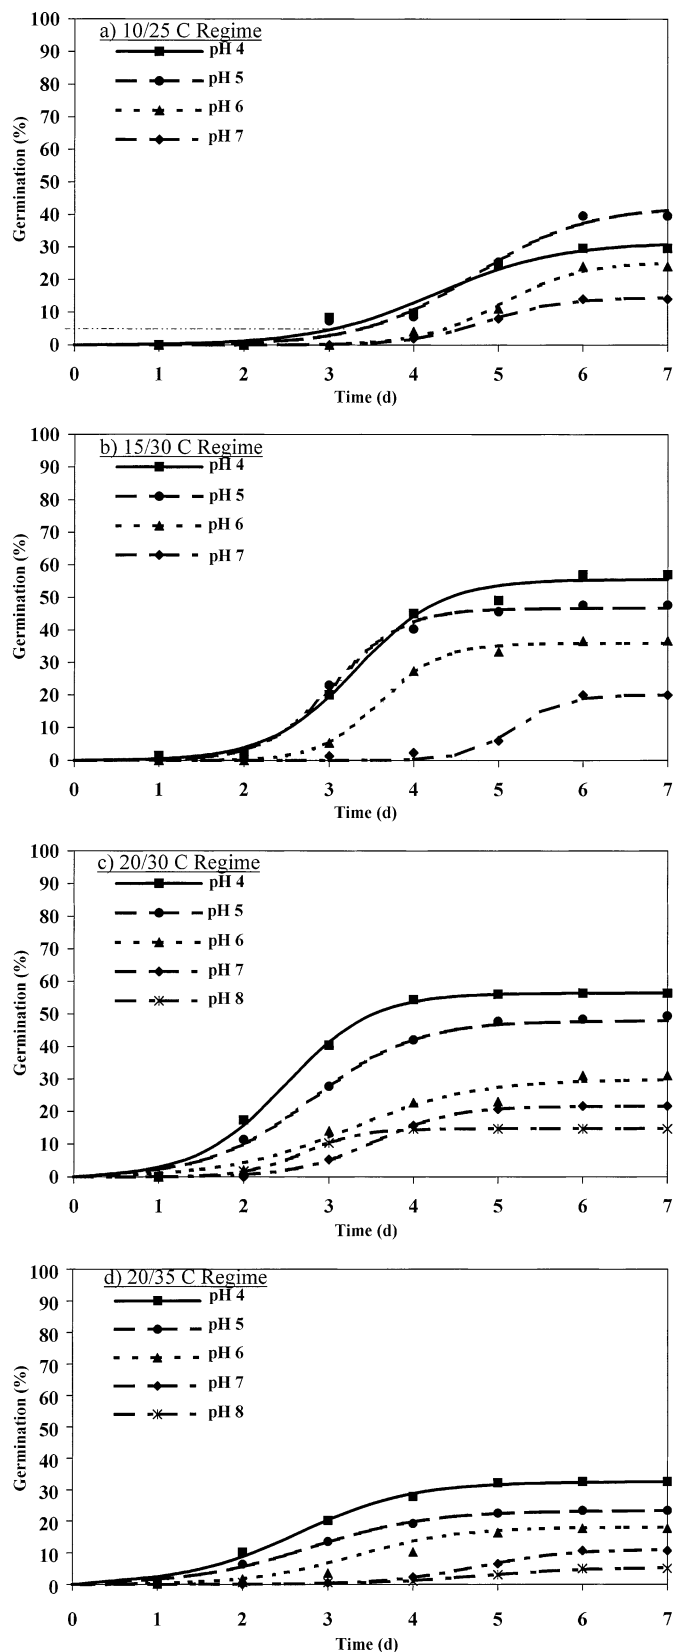 a) 10/25 C Regime
pH 4
pH 5
pH 6
pH 7
Germination (%)
100
90
80
70
60
50
40
30
20
10
0
0 1 2 3 4 5 6 7
Time (d)
b) 15/30 C Regime
pH 4
pH 5
pH 6
pH 7
Germination (%)
100
90
80
70
60
50
40
30
20
10
0
0 1 2 3 4 5 6 7
Time (d)
c) 20/30 C Regime
pH 4
pH 5
pH 6
pH 7
pH 8
Germination (%)
100
90
80
70
60
50
40
30
20
10
0
0 1 2 3 4 5 6 7
Time (d)
d) 20/35 C Regime
pH 4
pH 5
pH 6
pH 7
pH 8
Germination (%)
100
90
80
70
60
50
40
30
20
10
0
0 1 2 3 4 5 6 7
Time (d)